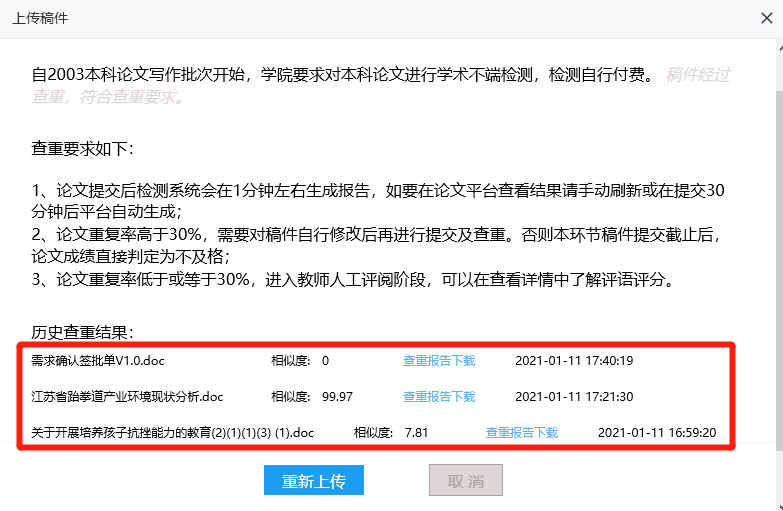 上传稿件
自2003本科论文写作批次开始，学院要求对本科论文进行学术不端检测，检测自行付费。 稿件经过
查重，符合查重要求。
查重要求如下：
1、论文提交后检测系统会在1分钟左右生成报告，如要在论文平台查看结果请手动刷新或在提交30
分钟后平台自动生成；
2、论文重复率高于30%，需要对稿件自行修改后再进行提交及查重。否则本环节稿件提交截止后，
论文成绩直接判定为不及格；
3、论文重复率低于或等于30%，进入教师人工评阅阶段，可以在查看详情中了解评语评分。
历史查重结果：
需求确认签批单V1.0.doc 相似度： 0 查重报告下载 2021-01-11 17:40:19
江苏省跆拳道产业环境现状分析.doc 相似度： 99.97 查重报告下载 2021-01-11 17:21:30
关于开展培养孩子抗挫能力的教育(2)(1)(1)(3) (1).doc 相似度： 7.81 查重报告下载 2021-01-11 16:59:20
重新上传 取 消